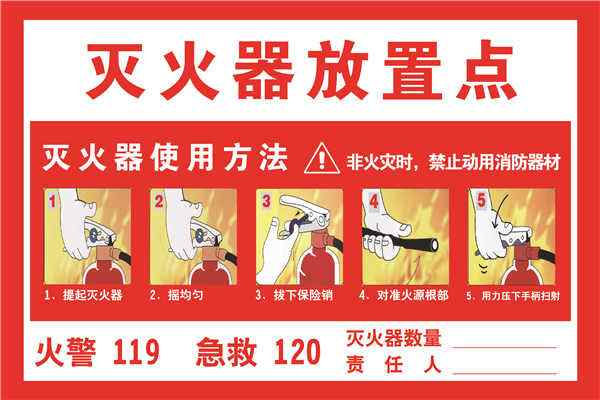 灭火器放置点
灭火器使用方法 非火灾时，禁止动用消防器材
1 2 3 4 5
1、提起灭火器 2、摇均匀 3、拔下保险销 4、对准火源根部 5、用力压下手柄扫射
火警 119 急救 120
灭火器数量
责任人